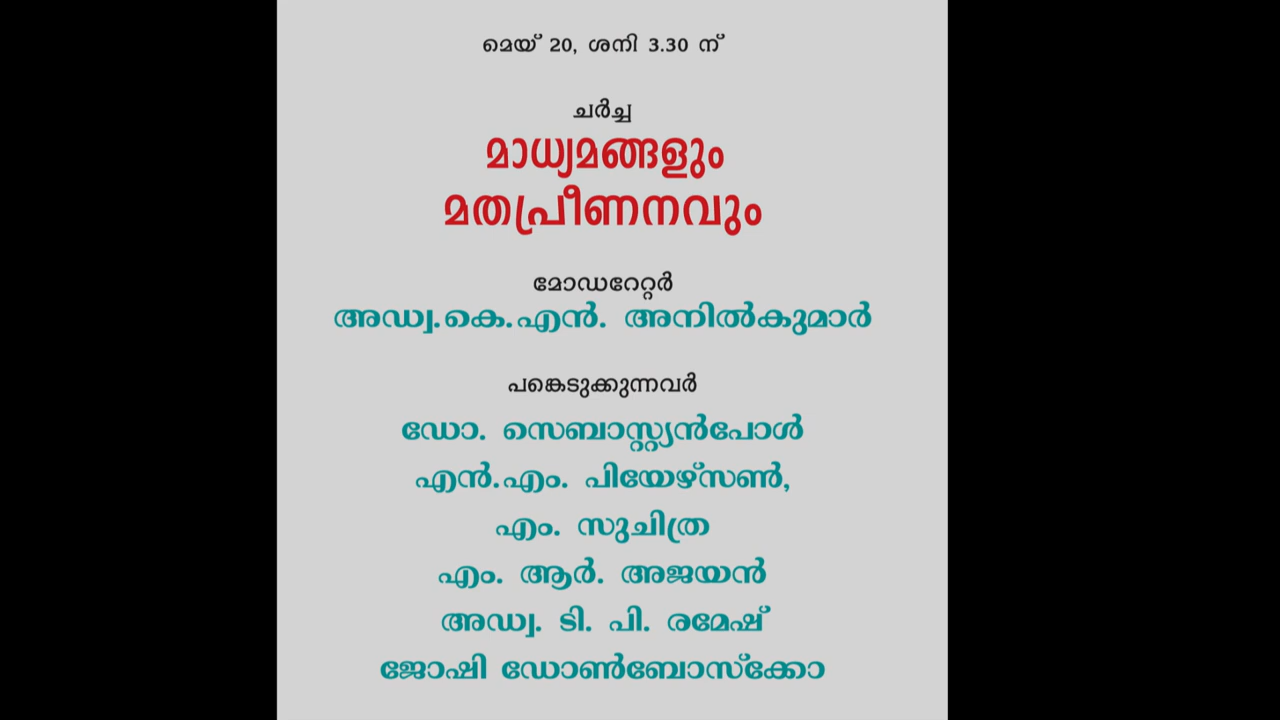 മെയ് 20, ശനി 3.30 ന്
ചർച്ച
മാധ്യമങ്ങളും
മതപ്രീണനവും
മോഡറേറ്റർ
അഡ്വ.കെ.എൻ. അനിൽകുമാർ
പങ്കെടുക്കുന്നവർ
ഡോ. സെബാസ്റ്റ്യൻപോൾ
എൻ.എം. പിയേഴ്സൺ,
എം. സുചിത്ര
എം. ആർ. അജയൻ
അഡ്വ. ടി. പി. രമേഷ്
ജോഷി ഡോൺബോസ്ക്കോ